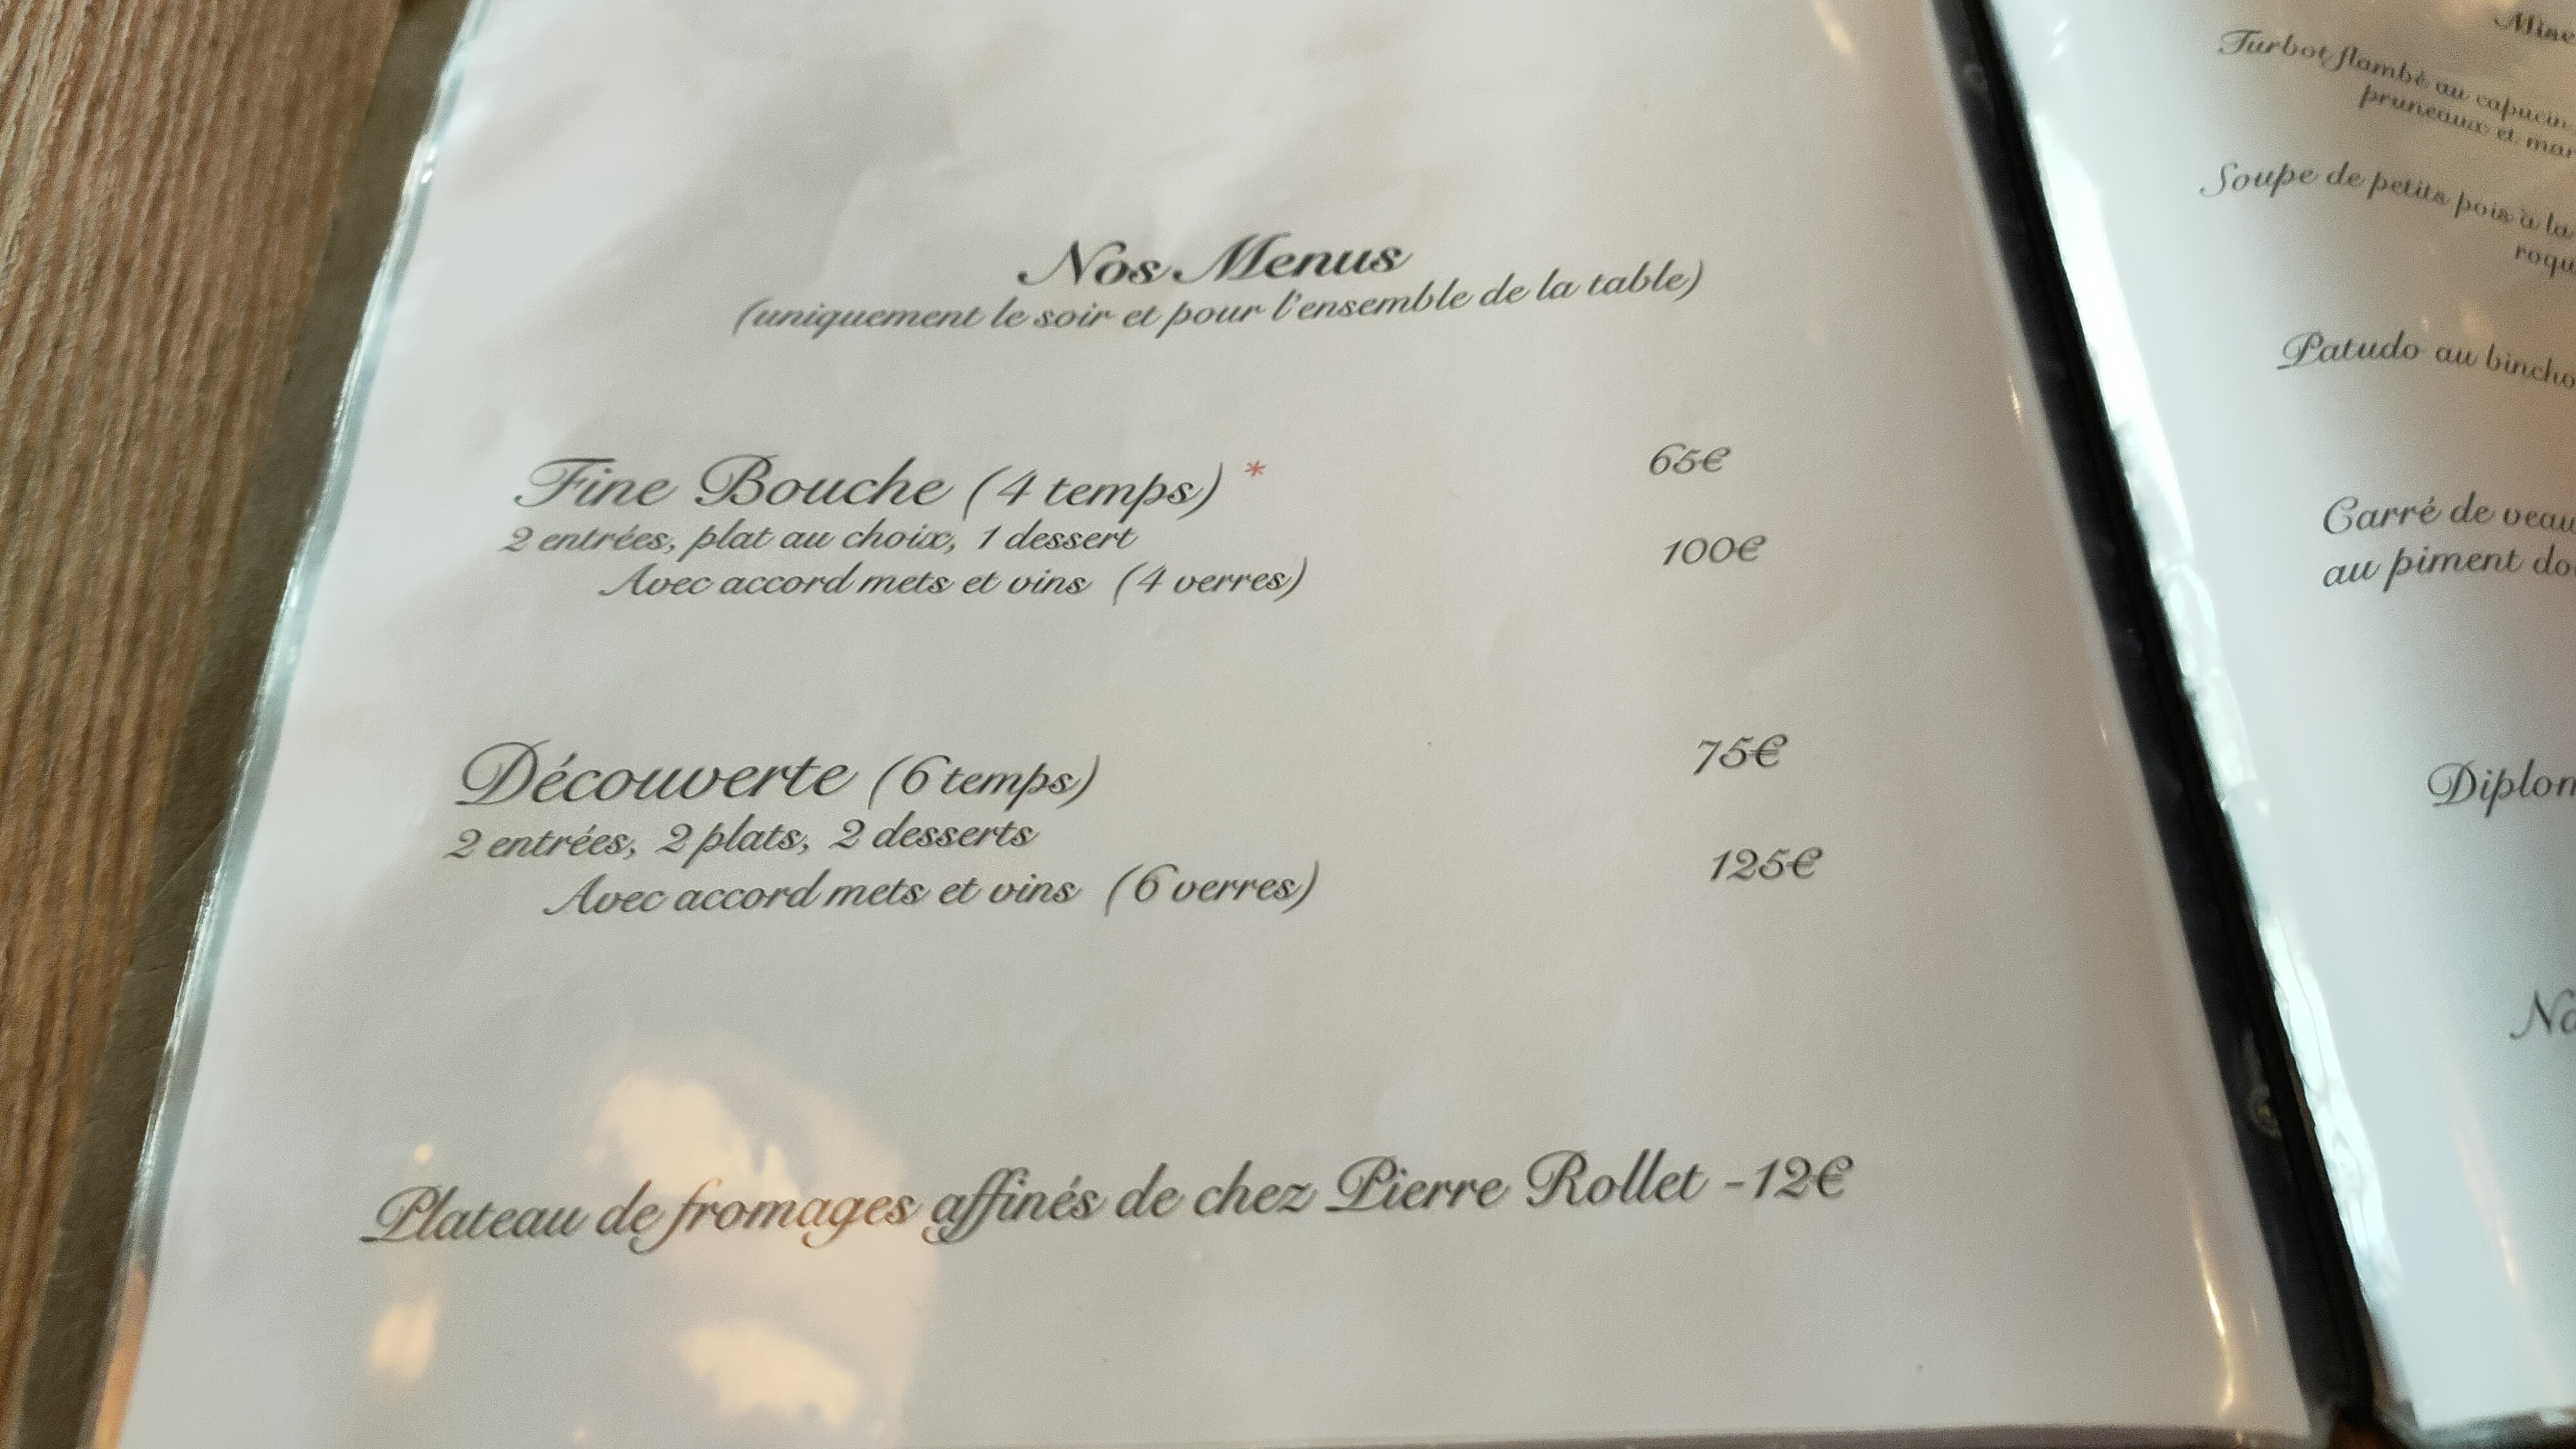 Nos Menus
(uniquement le soir et pour l'ensemble de la table)
Fine Bouche (4 temps) * 65€
2 entrées, plat au choix, 1 dessert
Avec accord mets et vins (4 verres) 100€
Découverte (6 temps) 75€
2 entrées, 2 plats, 2 desserts
Avec accord mets et vins (6 verres) 125€
Plateau de fromages affinés de chez Pierre Rollet -12€
Turbot flambé au capucin
pruneaux et
Soupe de petits pois à la
Patudo au
Carré de veau
au piment